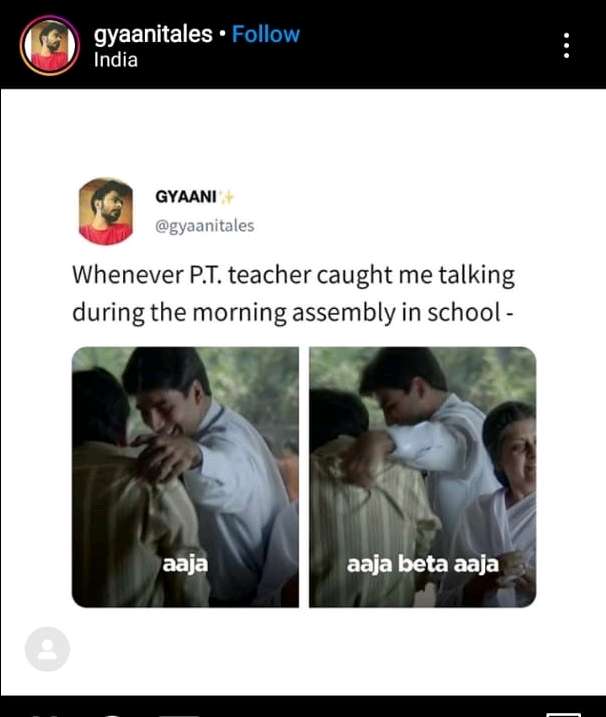 gyaanitales • Follow
India
GYAANI✨
@gyaanitales
Whenever P.T. teacher caught me talking
during the morning assembly in school -
aaja
aaja beta aaja